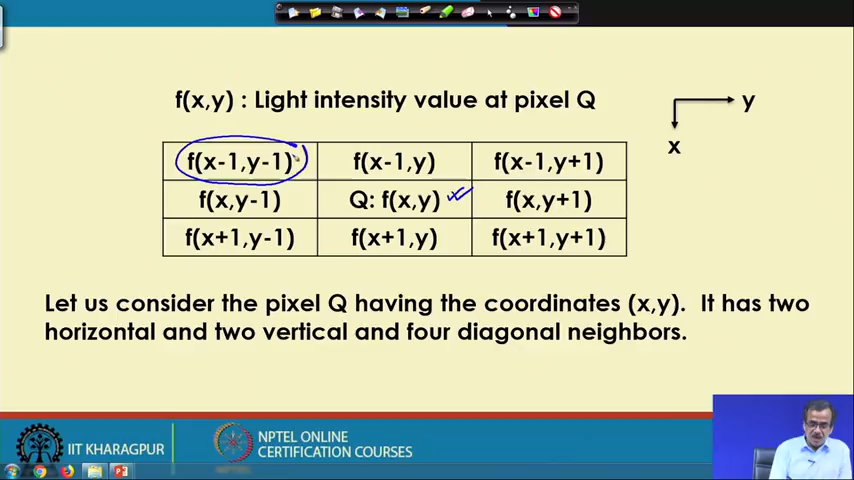 f(x,y) : Light intensity value at pixel Q
y
x
f(x-1,y-1) f(x-1,y) f(x-1,y+1)
f(x,y-1) Q: f(x,y) f(x,y+1)
f(x+1,y-1) f(x+1,y) f(x+1,y+1)
Let us consider the pixel Q having the coordinates (x,y). It has two
horizontal and two vertical and four diagonal neighbors.
IIT KHARAGPUR
NPTEL ONLINE
CERTIFICATION COURSES